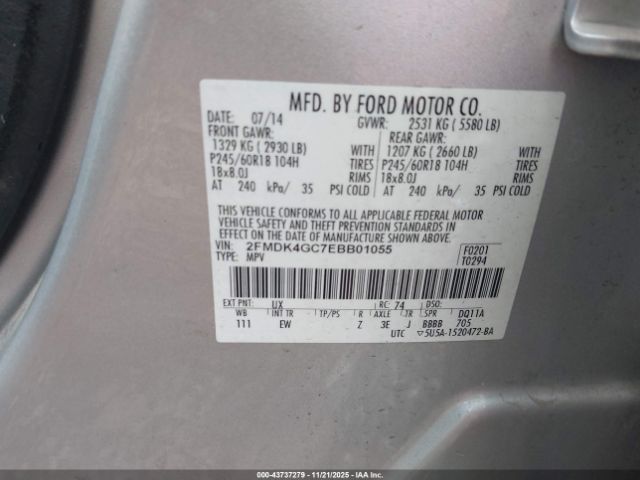 MFD. BY FORD MOTOR CO.
DATE: 07/14 GVWR: 2531 KG ( 5580 LB)
FRONT GAWR: REAR GAWR:
1329 KG ( 2930 LB) WITH 1207 KG ( 2660 LB) WITH
P245/60R18 104H TIRES P245/60R18 104H TIRES
18x8.0J RIMS 18x8.0J RIMS
AT 240 kPa/ 35 PSI COLD AT 240 kPa/ 35 PSI COLD
THIS VEHICLE CONFORMS TO ALL APPLICABLE FEDERAL MOTOR
VEHICLE SAFETY AND THEFT PREVENTION STANDARDS IN
EFFECT ON THE DATE OF MANUFACTURE SHOWN ABOVE.
VIN: 2FMDK4GC7EBB01055 F0201
TYPE: MPV T0294
EXT PNT: UX RC: 74 DSO:
WB INT TR TP/PS R AXLE TR SPR DQ11A
111 EW Z 3E J BBBB 705
UTC ▽5U5A-1520472-BA
000-43737279 - 11/21/2025 - IAA Inc.